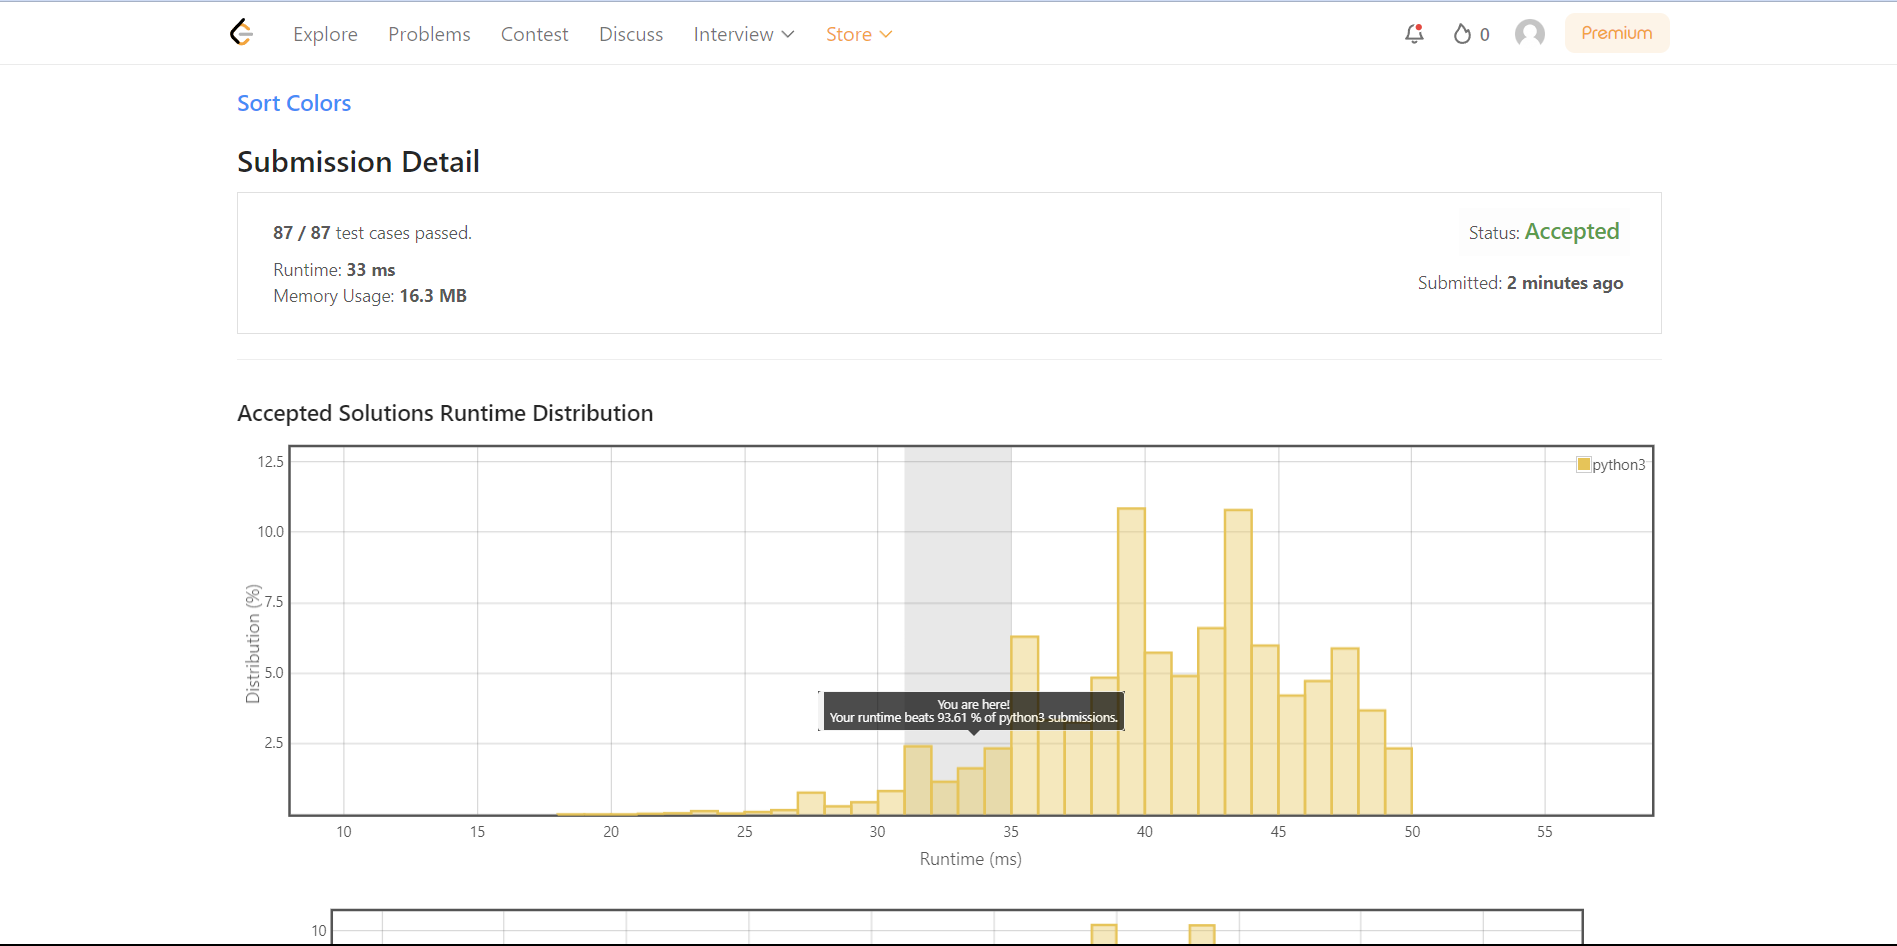 Explore Problems Contest Discuss Interview Store 0 Premium
Sort Colors
Submission Detail
87 / 87 test cases passed.
Status: Accepted
Runtime: 33 ms
Memory Usage: 16.3 MB
Submitted: 2 minutes ago
Accepted Solutions Runtime Distribution
12.5
10.0
7.5
5.0
2.5
Distribution (%)
python3
You are here!
Your runtime beats 93.61 % of python3 submissions.
10 15 20 25 30 35 40 45 50 55
Runtime (ms)
10